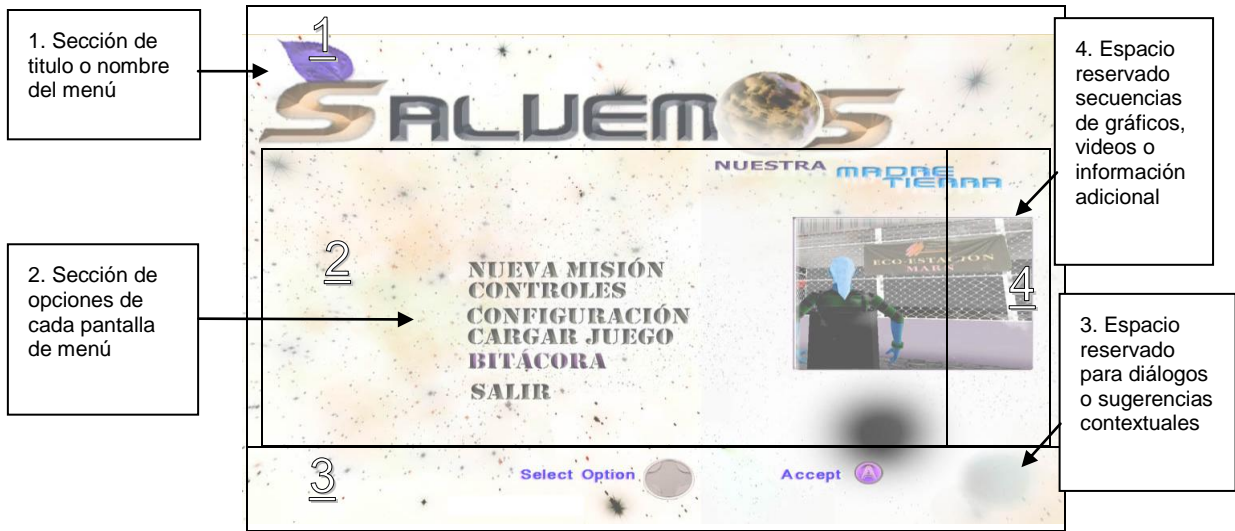 1. Sección de
titulo o nombre
del menú
2. Sección de
opciones de
cada pantalla
de menú
1
SALVEMOS
NUESTRA MADRE
TIERRA
2
NUEVA MISIÓN
CONTROLES
CONFIGURACIÓN
CARGAR JUEGO
BITÁCORA
SALIR
ECO-ESTACION
MARS
4
3
Select Option
Accept A
4. Espacio
reservado
secuencias
de gráficos,
videos o
información
adicional
3. Espacio
reservado
para diálogos
o sugerencias
contextuales